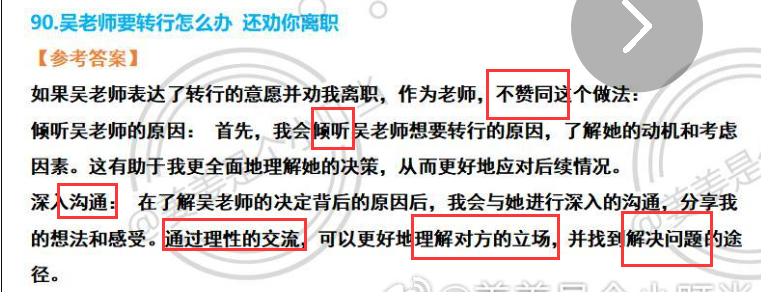 90.吴老师要转行怎么办 还劝你离职
【参考答案】
如果吴老师表达了转行的意愿并劝我离职，作为老师，不赞同这个做法：
倾听吴老师的原因： 首先，我会倾听吴老师想要转行的原因，了解她的动机和考虑
因素。这有助于我更全面地理解她的决策，从而更好地应对后续情况。
深入沟通： 在了解吴老师的决定背后的原因后，我会与她进行深入的沟通，分享我
的想法和感受。通过理性的交流，可以更好地理解对方的立场，并找到解决问题的途
径。